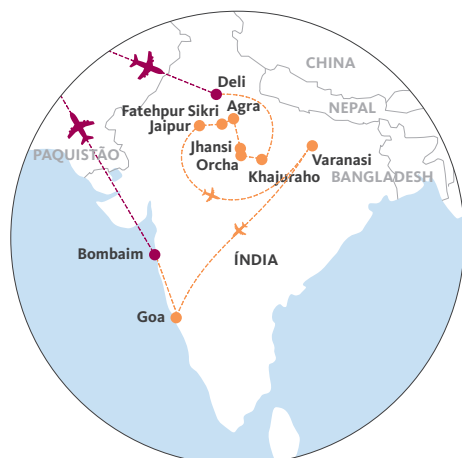 CHINA
Deli
NEPAL
Agra
Fatehpur Sikri
Jaipur
Jhansi
Orcha
PAQUISTÃO
Varanasi
Khajuraho
BANGLADESH
Bombaim
ÍNDIA
Goa